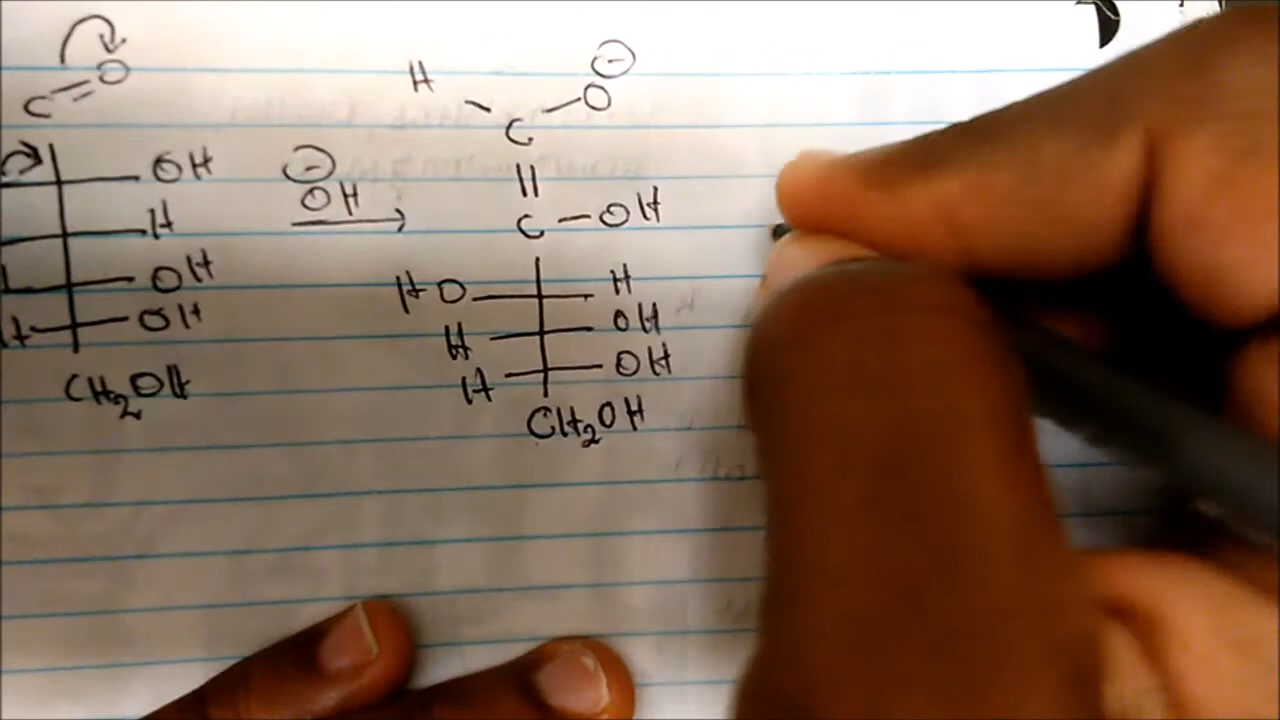 C=O H C-O ⊖
OH ⊖ OH → || C-OH
H
OH HO H
H OH H OH
H OH
CH₂OH CH₂OH